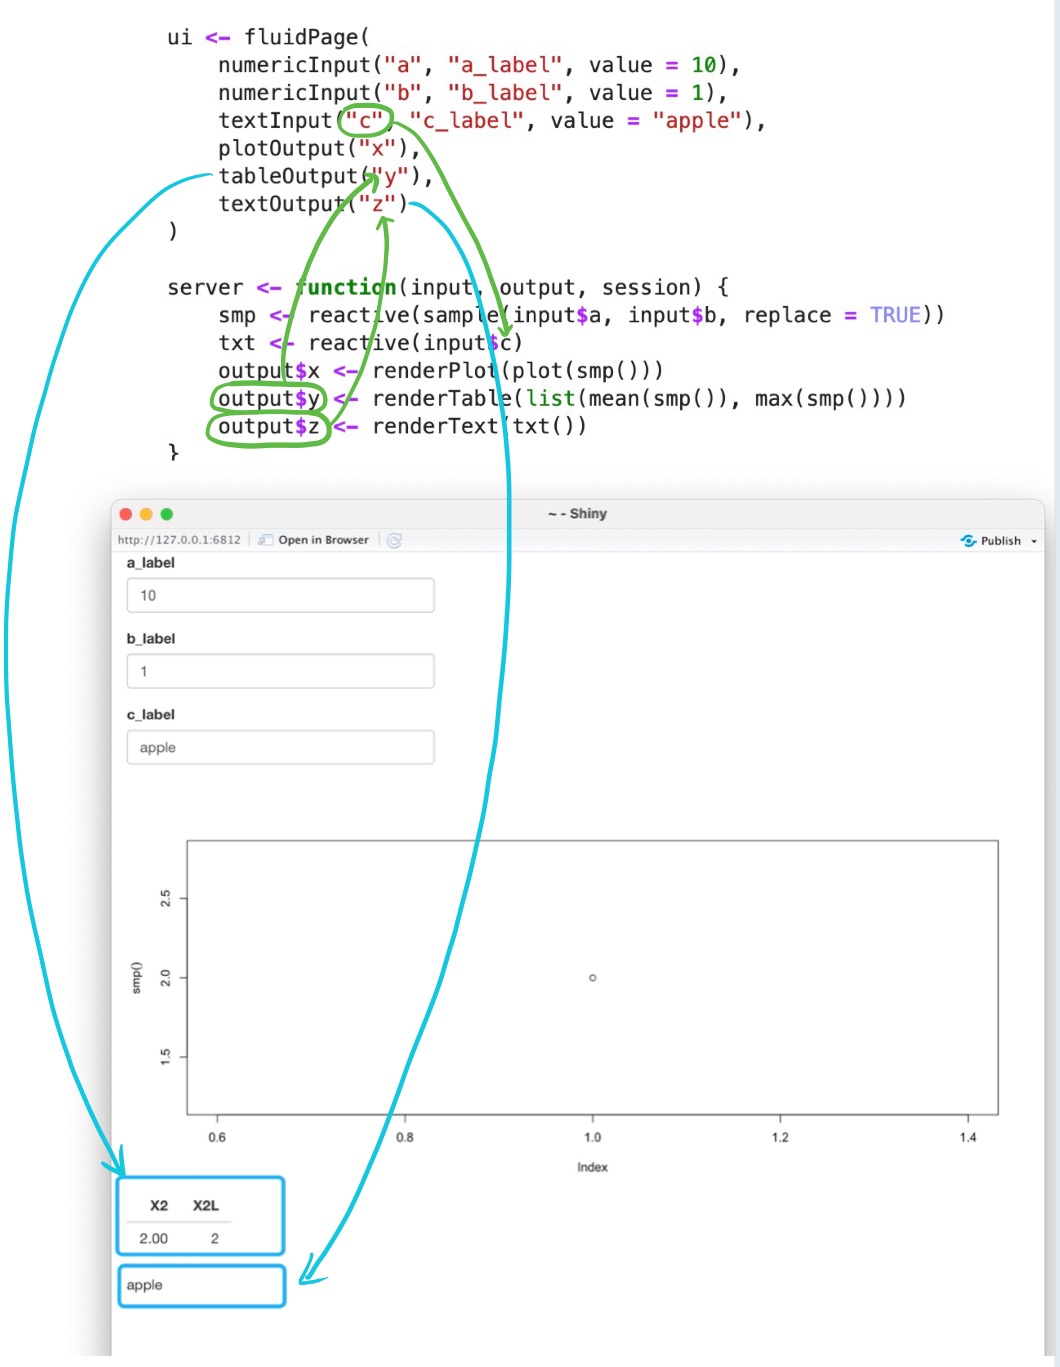 ui <- fluidPage(
numericInput("a", "a_label", value = 10),
numericInput("b", "b_label", value = 1),
textInput("c", "c_label", value = "apple"),
plotOutput("x"),
tableOutput("y"),
textOutput("z")
)
server <- function(input, output, session) {
smp <- reactive(sample(input$a, input$b, replace = TRUE))
txt <- reactive(input$c)
output$x <- renderPlot(plot(smp()))
output$y <- renderTable(list(mean(smp()), max(smp())))
output$z <- renderText(txt())
}
~ - Shiny
http://127.0.0.1:6812 Open in Browser Publish
a_label
10
b_label
1
c_label
apple
2.5
2.0
1.5
smp()
0.6 0.8 1.0 1.2 1.4
Index
X2 X2L
2.00 2
apple